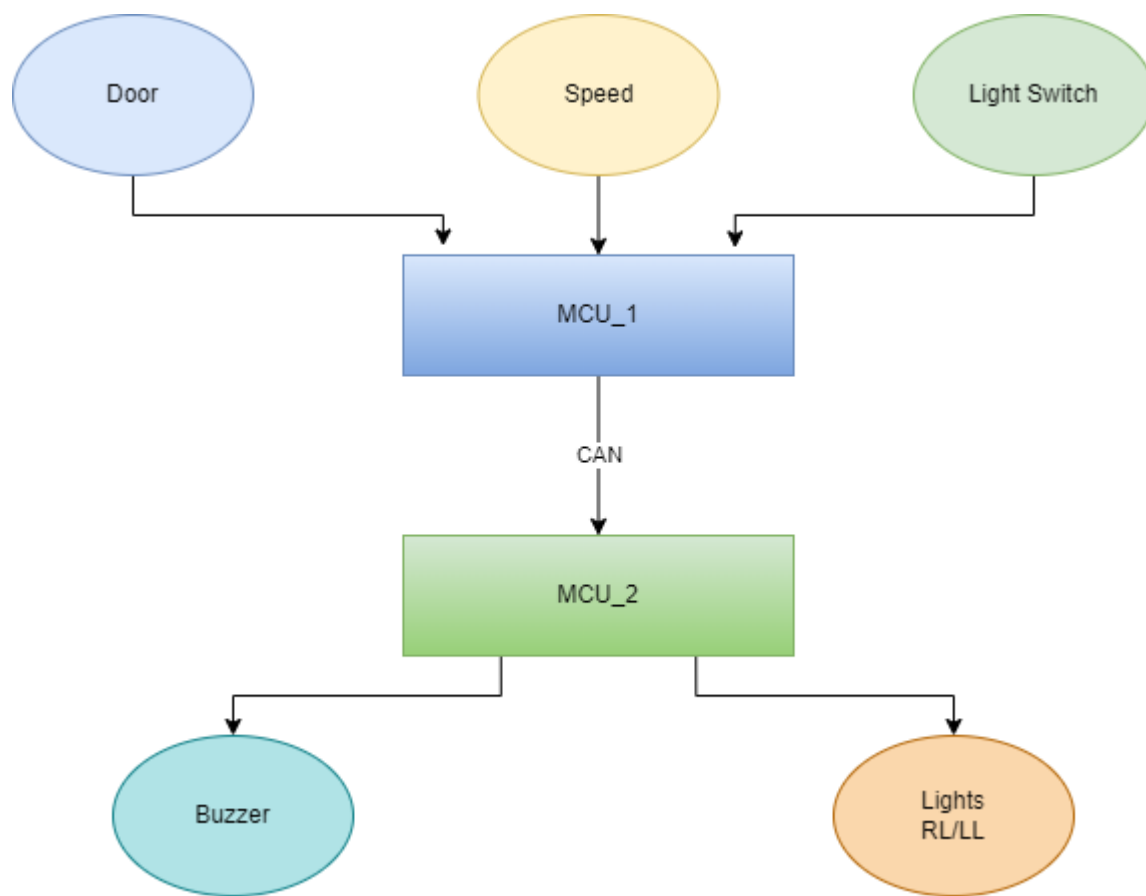 Door
Speed
Light Switch
MCU_1
CAN
MCU_2
Buzzer
Lights
RL/LL